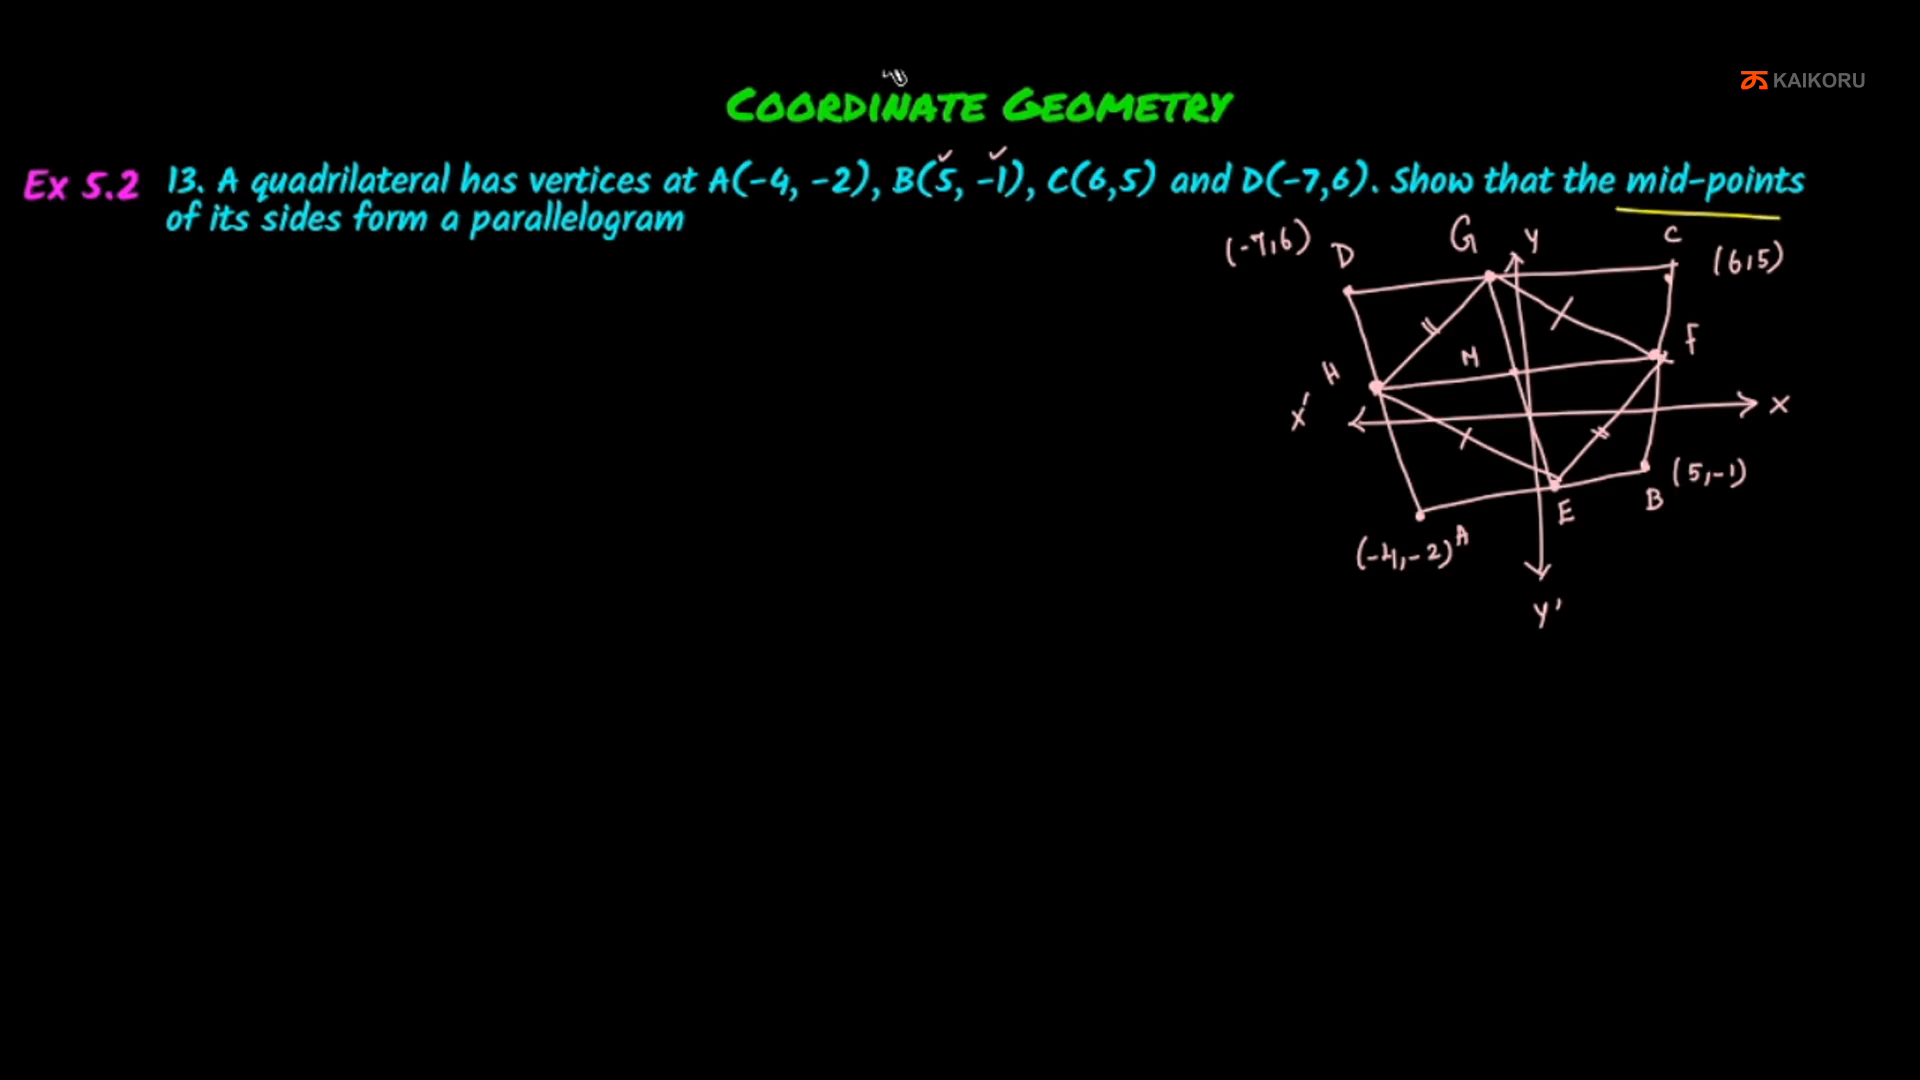 COORDINATE GEOMETRY
க KAIKORU
Ex 5.2 13. A quadrilateral has vertices at A(-4, -2), B(5, -1), C(6,5) and D(-7,6). Show that the mid-points
of its sides form a parallelogram
(-7,6) D G Y C (6,5)
H M F
X' X
(-4,-2) A E B (5,-1)
Y'